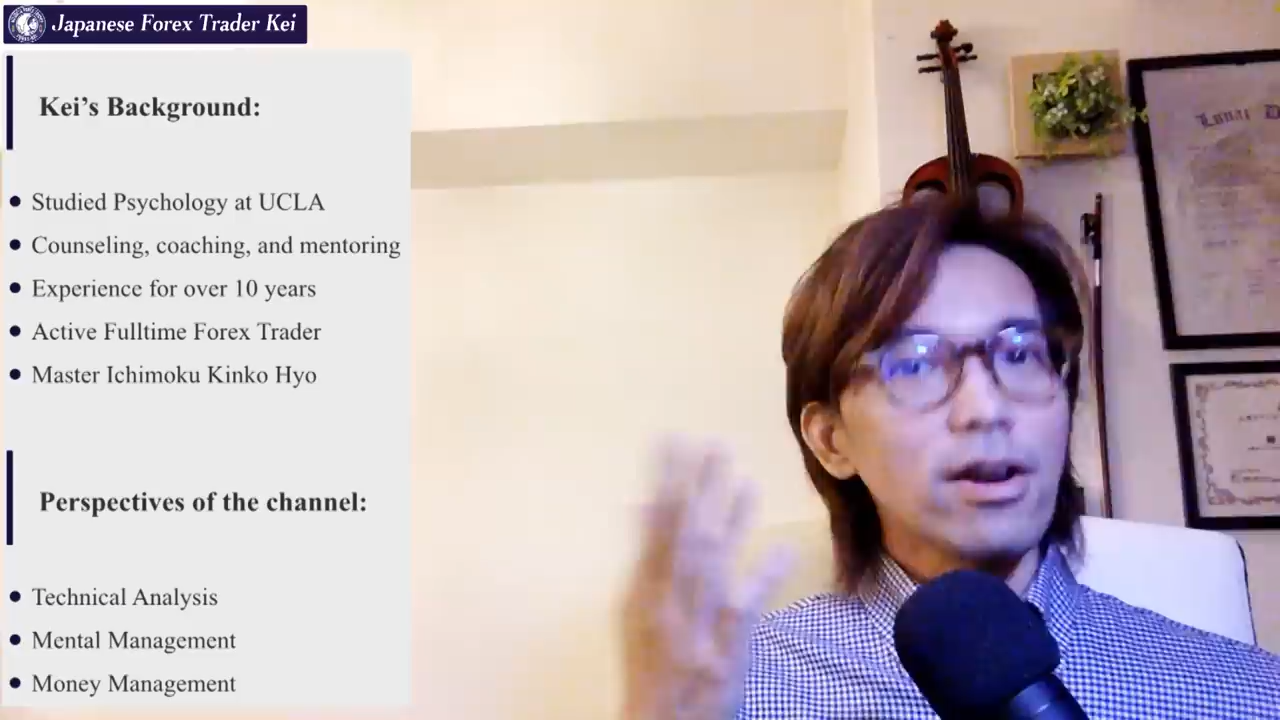 Japanese Forex Trader Kei
Kei’s Background:
Studied Psychology at UCLA
Counseling, coaching, and mentoring
Experience for over 10 years
Active Fulltime Forex Trader
Master Ichimoku Kinko Hyo
Perspectives of the channel:
Technical Analysis
Mental Management
Money Management